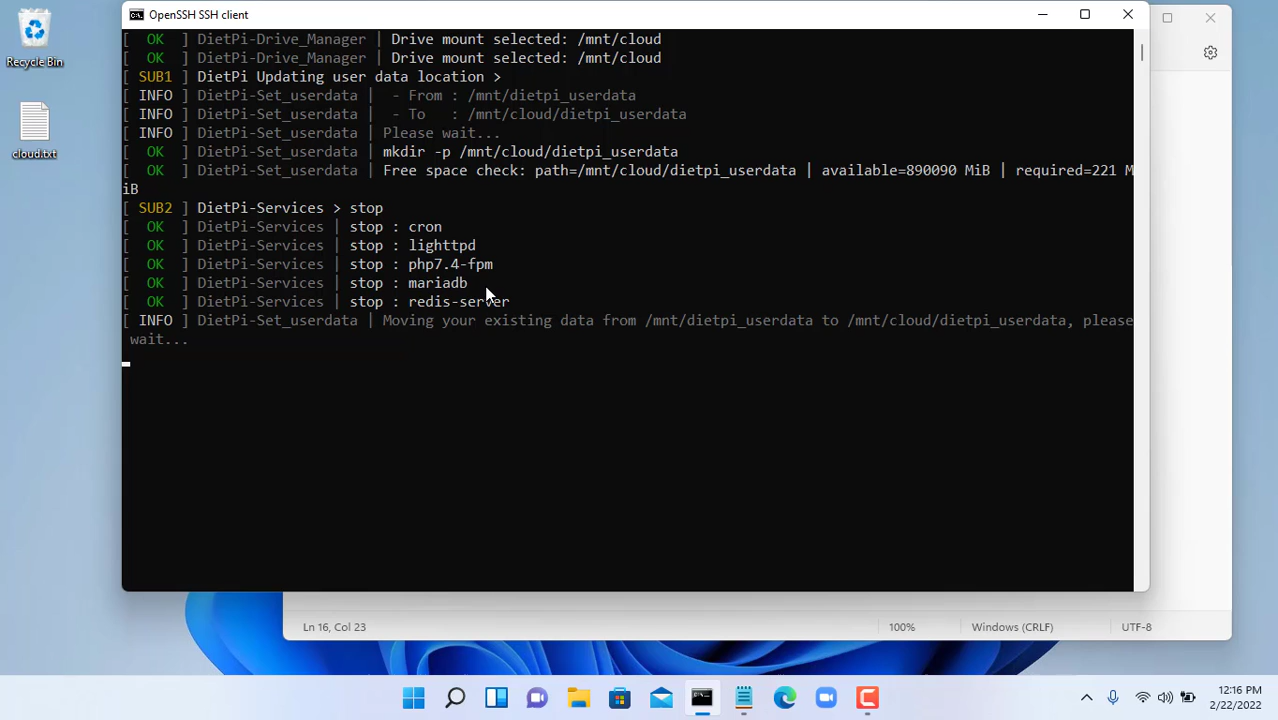 OpenSSH SSH client
Recycle Bin
cloud.txt
[  OK  ] DietPi-Drive_Manager | Drive mount selected: /mnt/cloud
[  OK  ] DietPi-Drive_Manager | Drive mount selected: /mnt/cloud
[ SUB1 ] DietPi Updating user data location >
[ INFO ] DietPi-Set_userdata |  - From : /mnt/dietpi_userdata
[ INFO ] DietPi-Set_userdata |  - To   : /mnt/cloud/dietpi_userdata
[ INFO ] DietPi-Set_userdata | Please wait...
[  OK  ] DietPi-Set_userdata | mkdir -p /mnt/cloud/dietpi_userdata
[  OK  ] DietPi-Set_userdata | Free space check: path=/mnt/cloud/dietpi_userdata | available=890090 MiB | required=221 M
iB
[ SUB2 ] DietPi-Services > stop
[  OK  ] DietPi-Services | stop : cron
[  OK  ] DietPi-Services | stop : lighttpd
[  OK  ] DietPi-Services | stop : php7.4-fpm
[  OK  ] DietPi-Services | stop : mariadb
[  OK  ] DietPi-Services | stop : redis-server
[ INFO ] DietPi-Set_userdata | Moving your existing data from /mnt/dietpi_userdata to /mnt/cloud/dietpi_userdata, please
 wait...
Ln 16, Col 23
100%
Windows (CRLF)
UTF-8
12:16 PM
2/22/2022